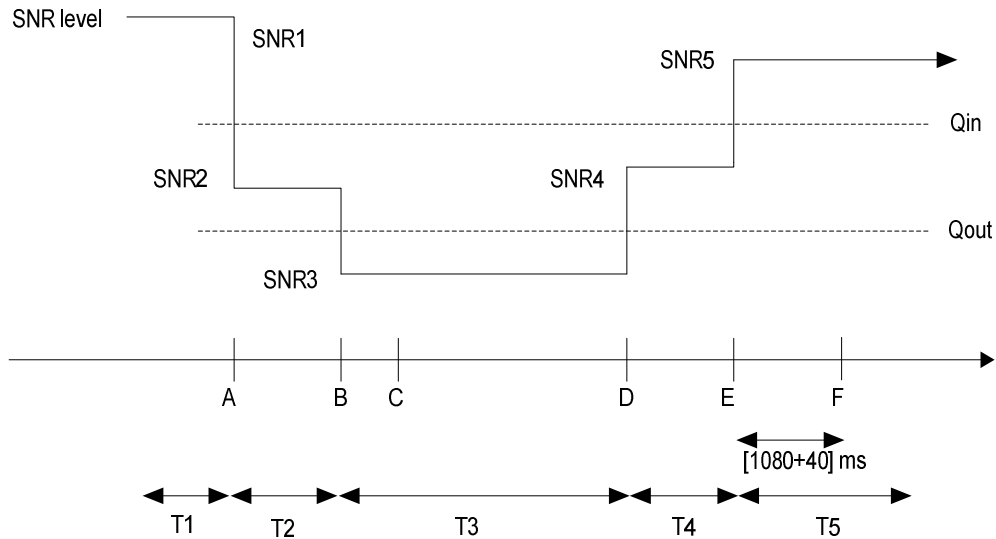 SNR level
SNR1
SNR5
Qin
SNR2
SNR4
Qout
SNR3
A B C D E F
[1080+40] ms
T1 T2 T3 T4 T5